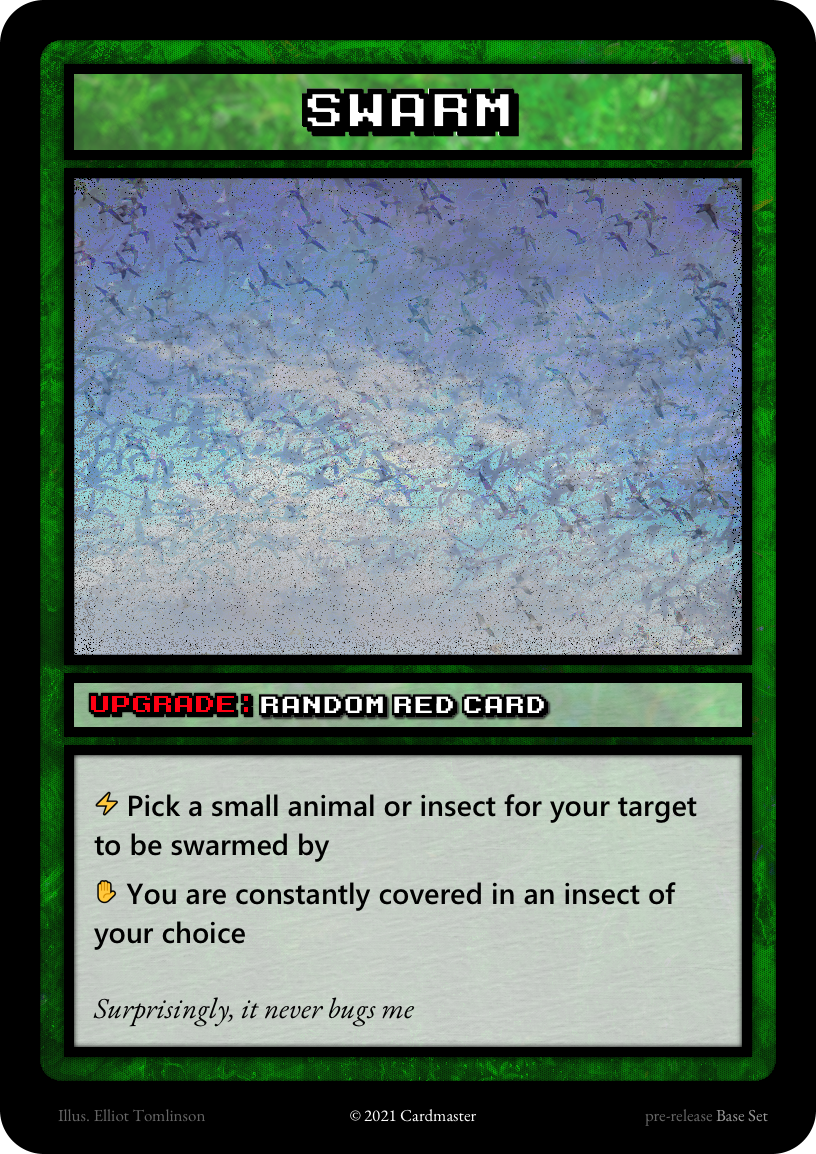 SWARM
UPGRADE: RANDOM RED CARD
⚡ Pick a small animal or insect for your target
to be swarmed by
✋ You are constantly covered in an insect of
your choice
Surprisingly, it never bugs me
Illus. Elliot Tomlinson © 2021 Cardmaster pre-release Base Set